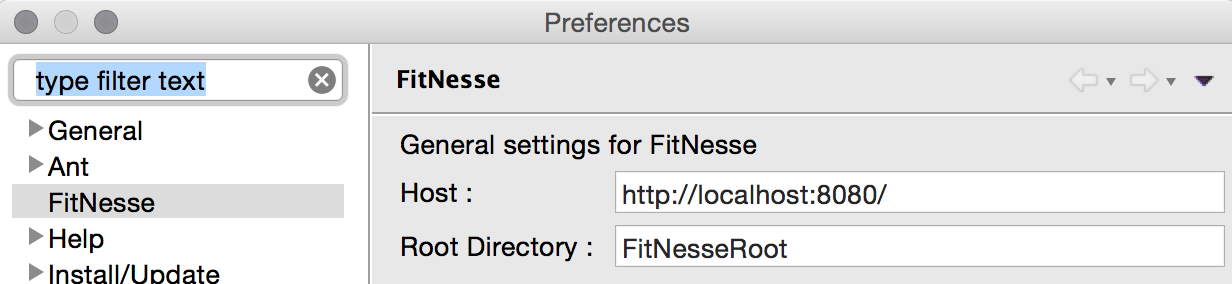 Preferences
type filter text
General
Ant
FitNesse
Help
Install/Update
FitNesse
General settings for FitNesse
Host : http://localhost:8080/
Root Directory : FitNesseRoot